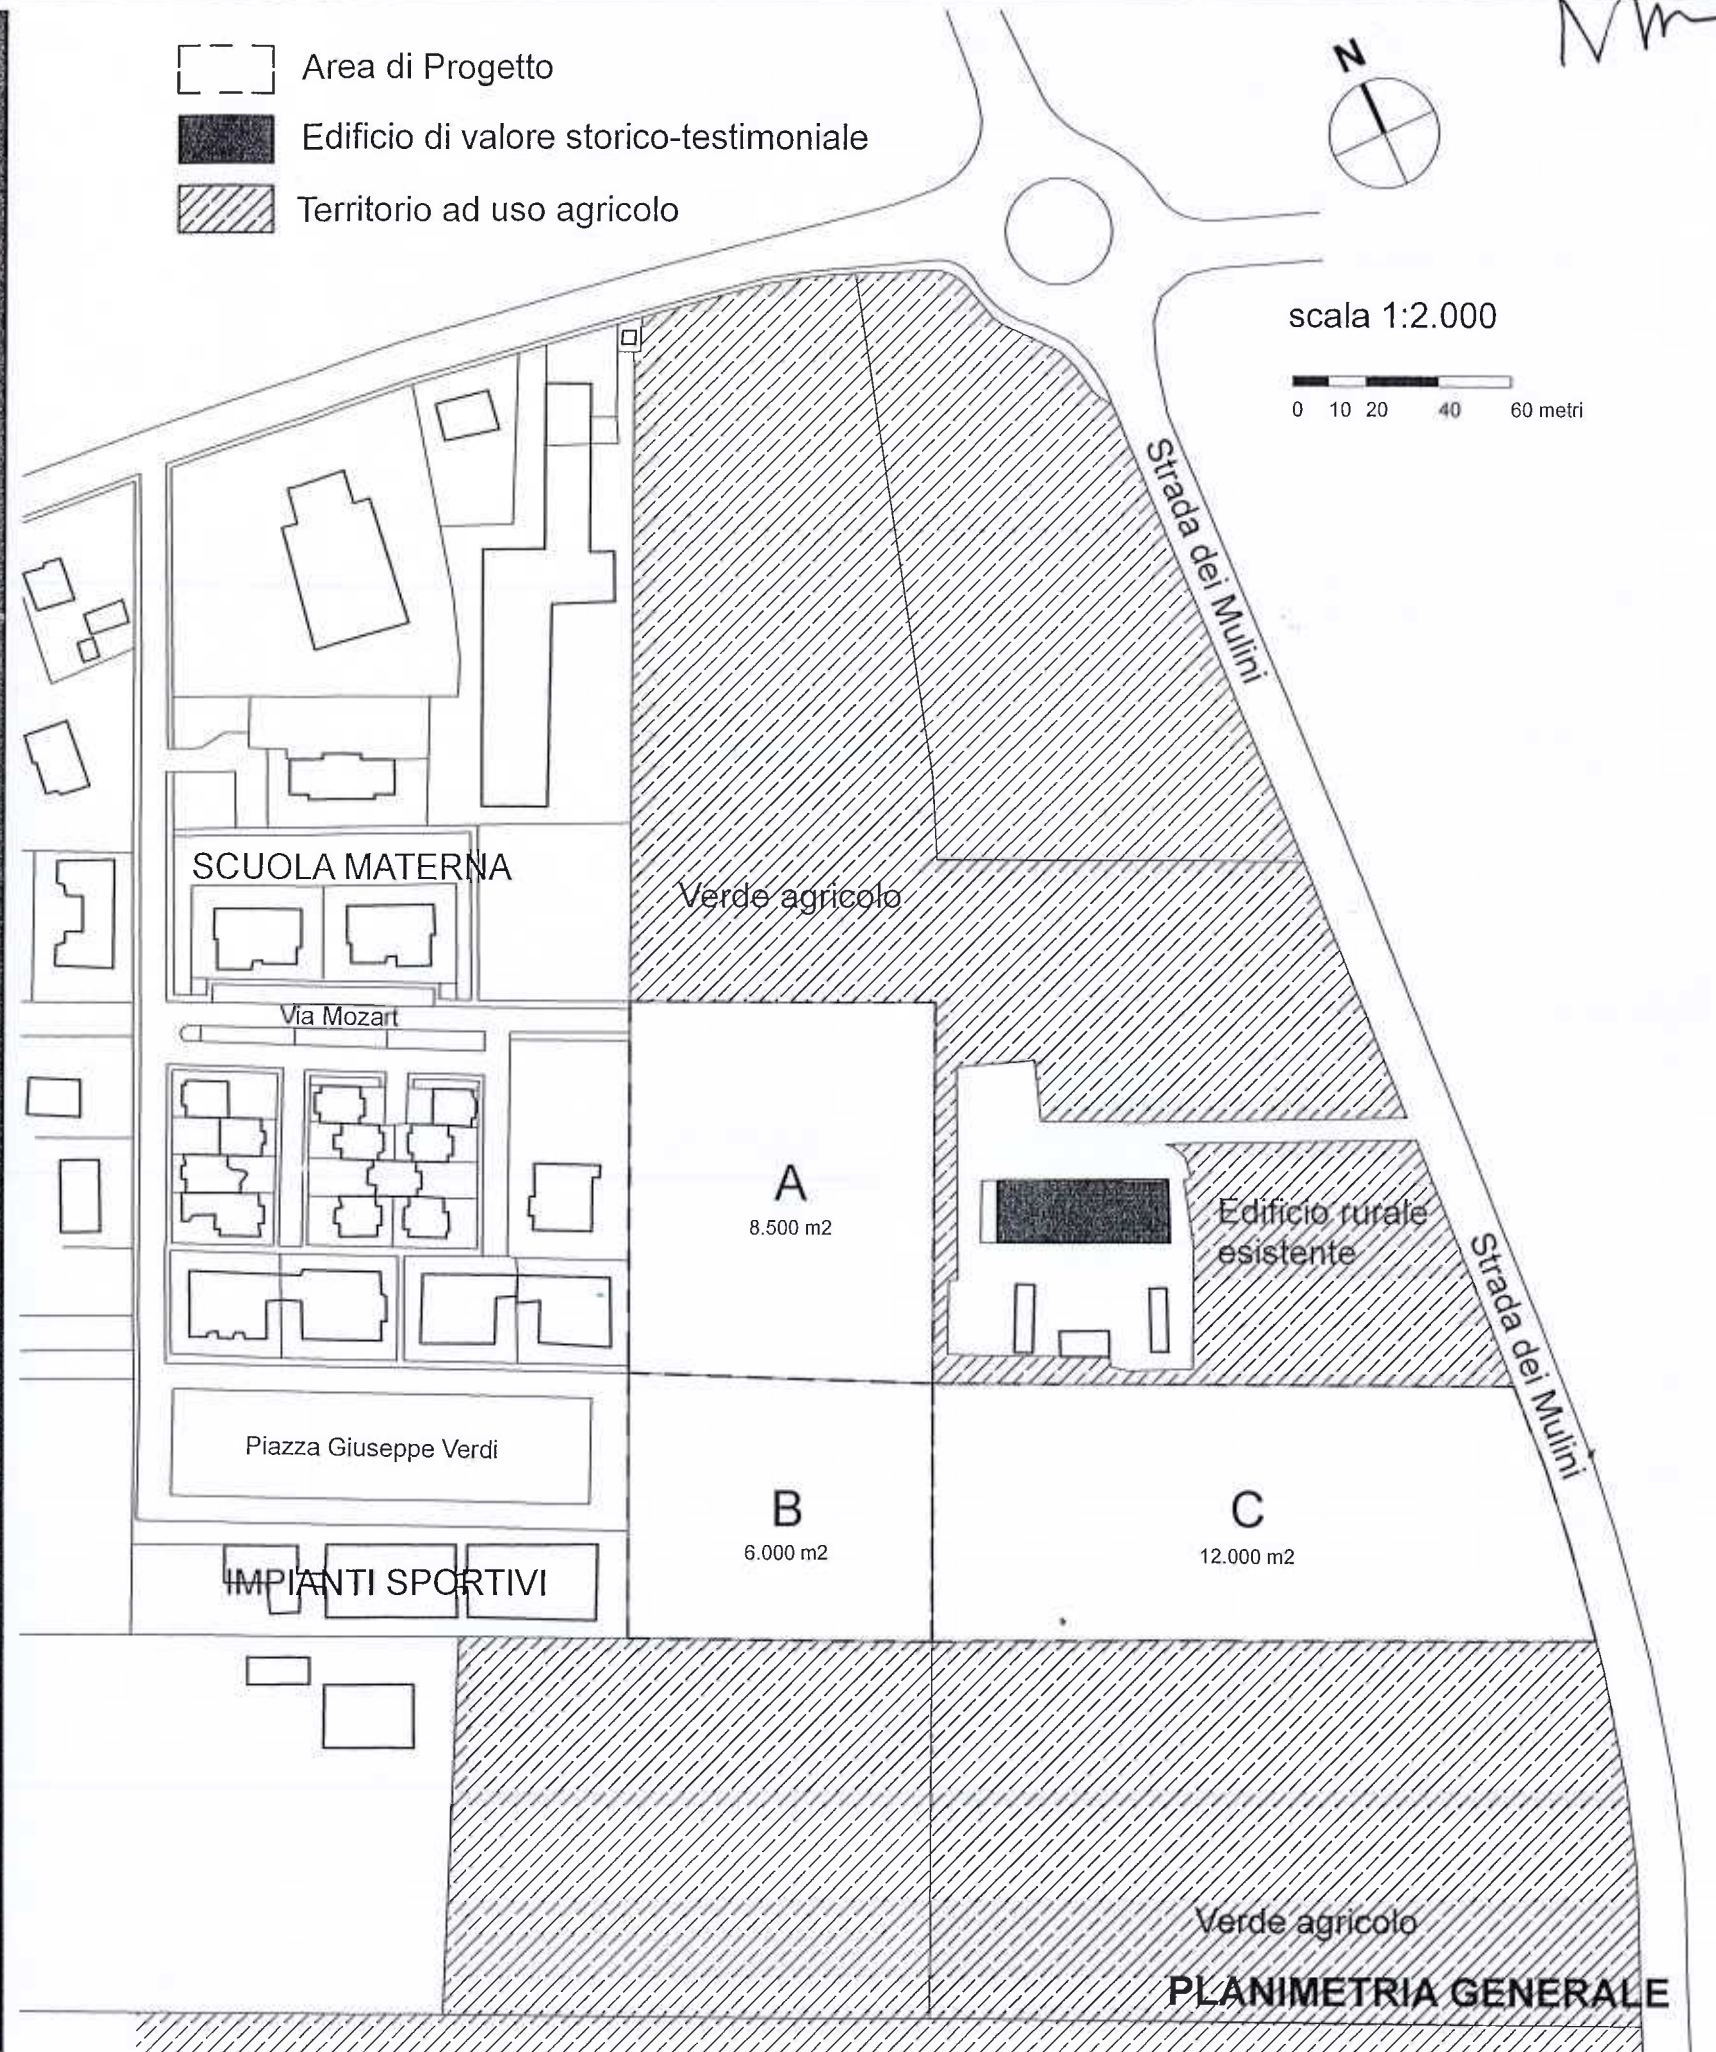 Area di Progetto
Edificio di valore storico-testimoniale
Territorio ad uso agricolo
N
scala 1:2.000
0 10 20 40 60 metri
Strada dei Mulini
SCUOLA MATERNA
Verde agricolo
Via Mozart
A
8.500 m2
Edificio rurale
esistente
Strada dei Mulini
Piazza Giuseppe Verdi
B
6.000 m2
C
12.000 m2
IMPIANTI SPORTIVI
Verde agricolo
PLANIMETRIA GENERALE